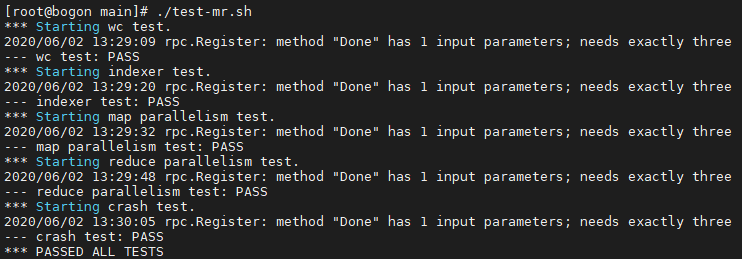 [root@bogon main]# ./test-mr.sh
*** Starting wc test.
2020/06/02 13:29:09 rpc.Register: method "Done" has 1 input parameters; needs exactly three
--- wc test: PASS
*** Starting indexer test.
2020/06/02 13:29:20 rpc.Register: method "Done" has 1 input parameters; needs exactly three
--- indexer test: PASS
*** Starting map parallelism test.
2020/06/02 13:29:32 rpc.Register: method "Done" has 1 input parameters; needs exactly three
--- map parallelism test: PASS
*** Starting reduce parallelism test.
2020/06/02 13:29:48 rpc.Register: method "Done" has 1 input parameters; needs exactly three
--- reduce parallelism test: PASS
*** Starting crash test.
2020/06/02 13:30:05 rpc.Register: method "Done" has 1 input parameters; needs exactly three
--- crash test: PASS
*** PASSED ALL TESTS